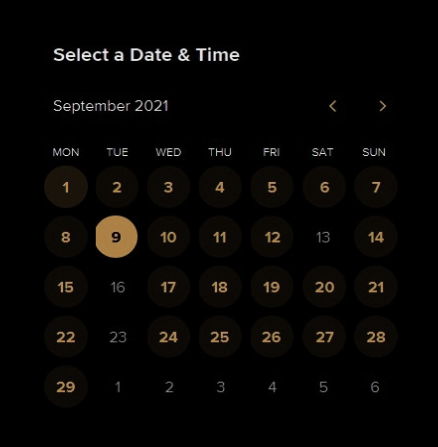 Select a Date & Time
September 2021
MON TUE WED THU FRI SAT SUN
1 2 3 4 5 6 7
8 9 10 11 12 13 14
15 16 17 18 19 20 21
22 23 24 25 26 27 28
29 1 2 3 4 5 6